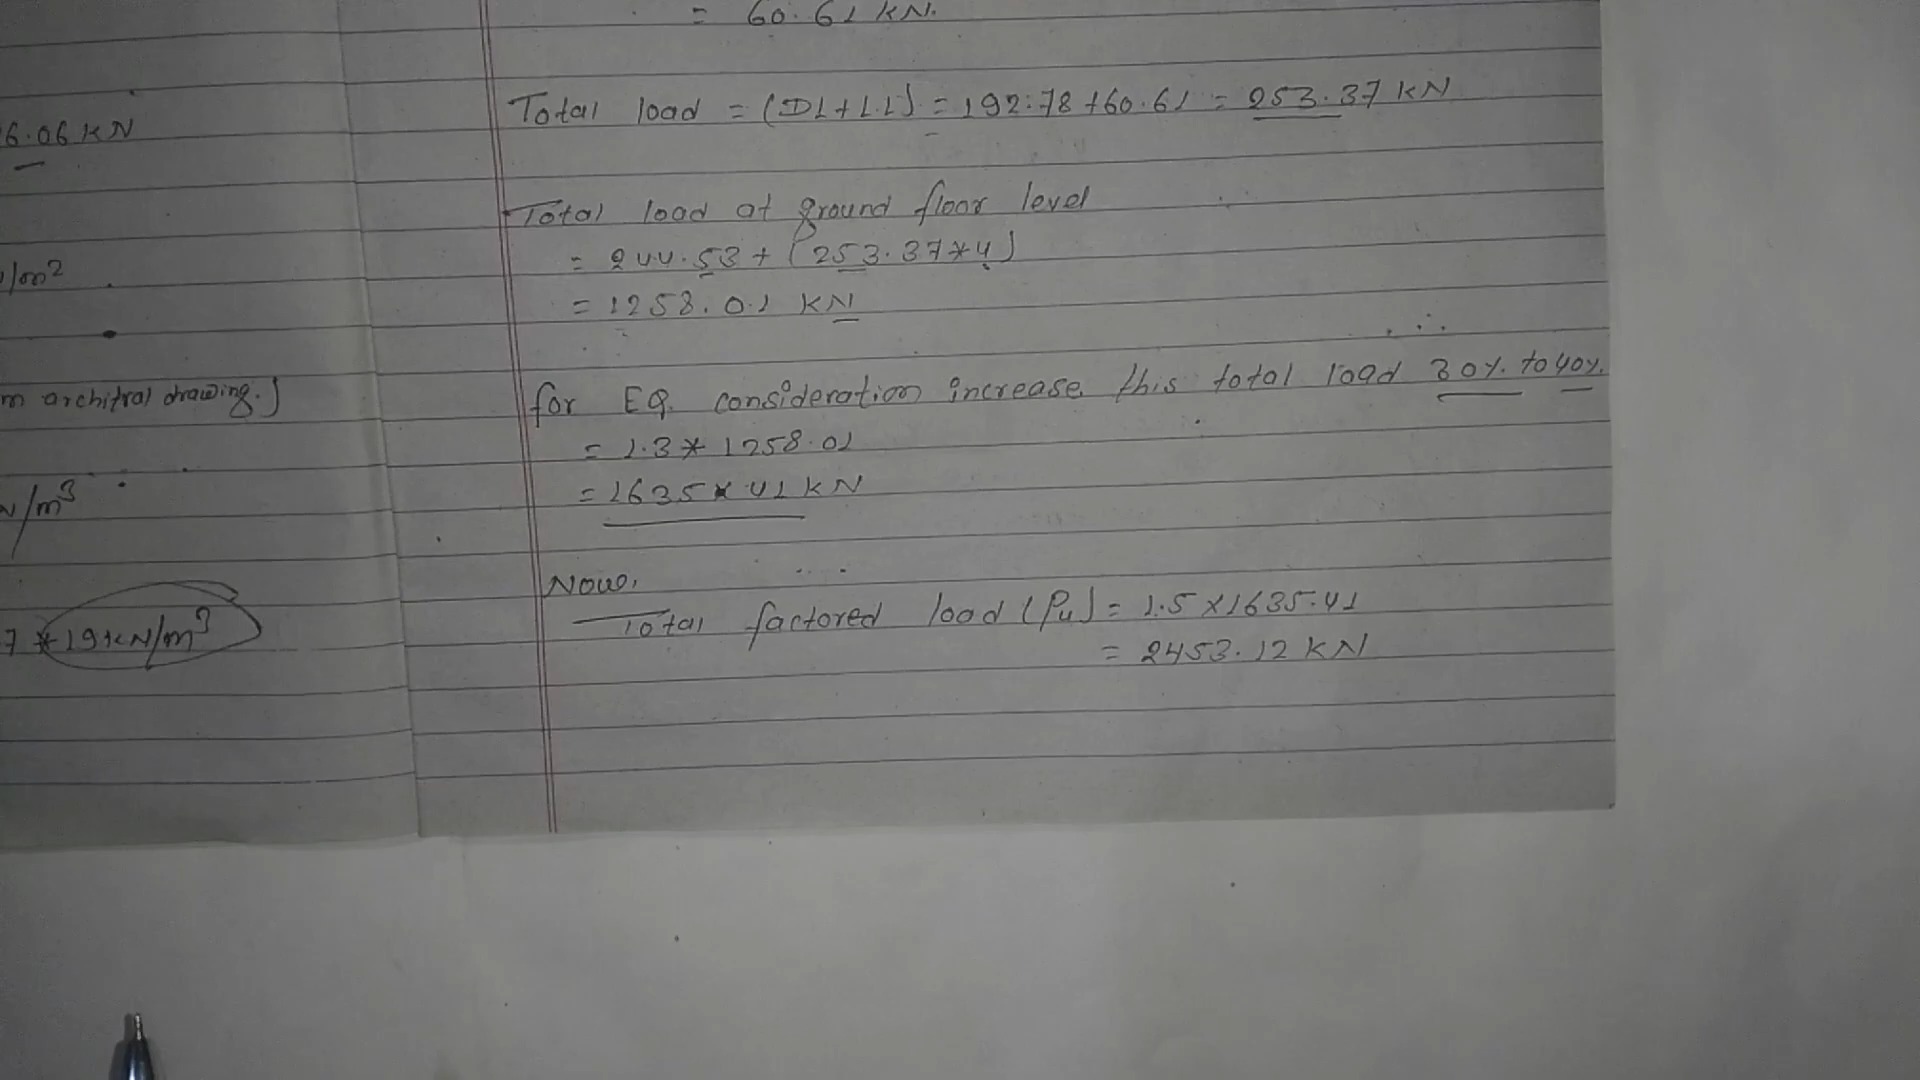 6.06 KN
/m²
m architral drawing.)
N/m³
7 * 19 KN/m³
= 60.61 KN.
Total load = (DL + L.L) = 192.78 + 60.61 = 253.37 KN
Total load at ground floor level
= 244.53 + (253.37 * 4)
= 1258.01 KN
for EQ. consideration increase this total load 30% to 40%.
= 1.3 * 1258.01
= 1635.41 KN
Now,
Total factored load (Pu) = 1.5 x 1635.41
= 2453.12 KN